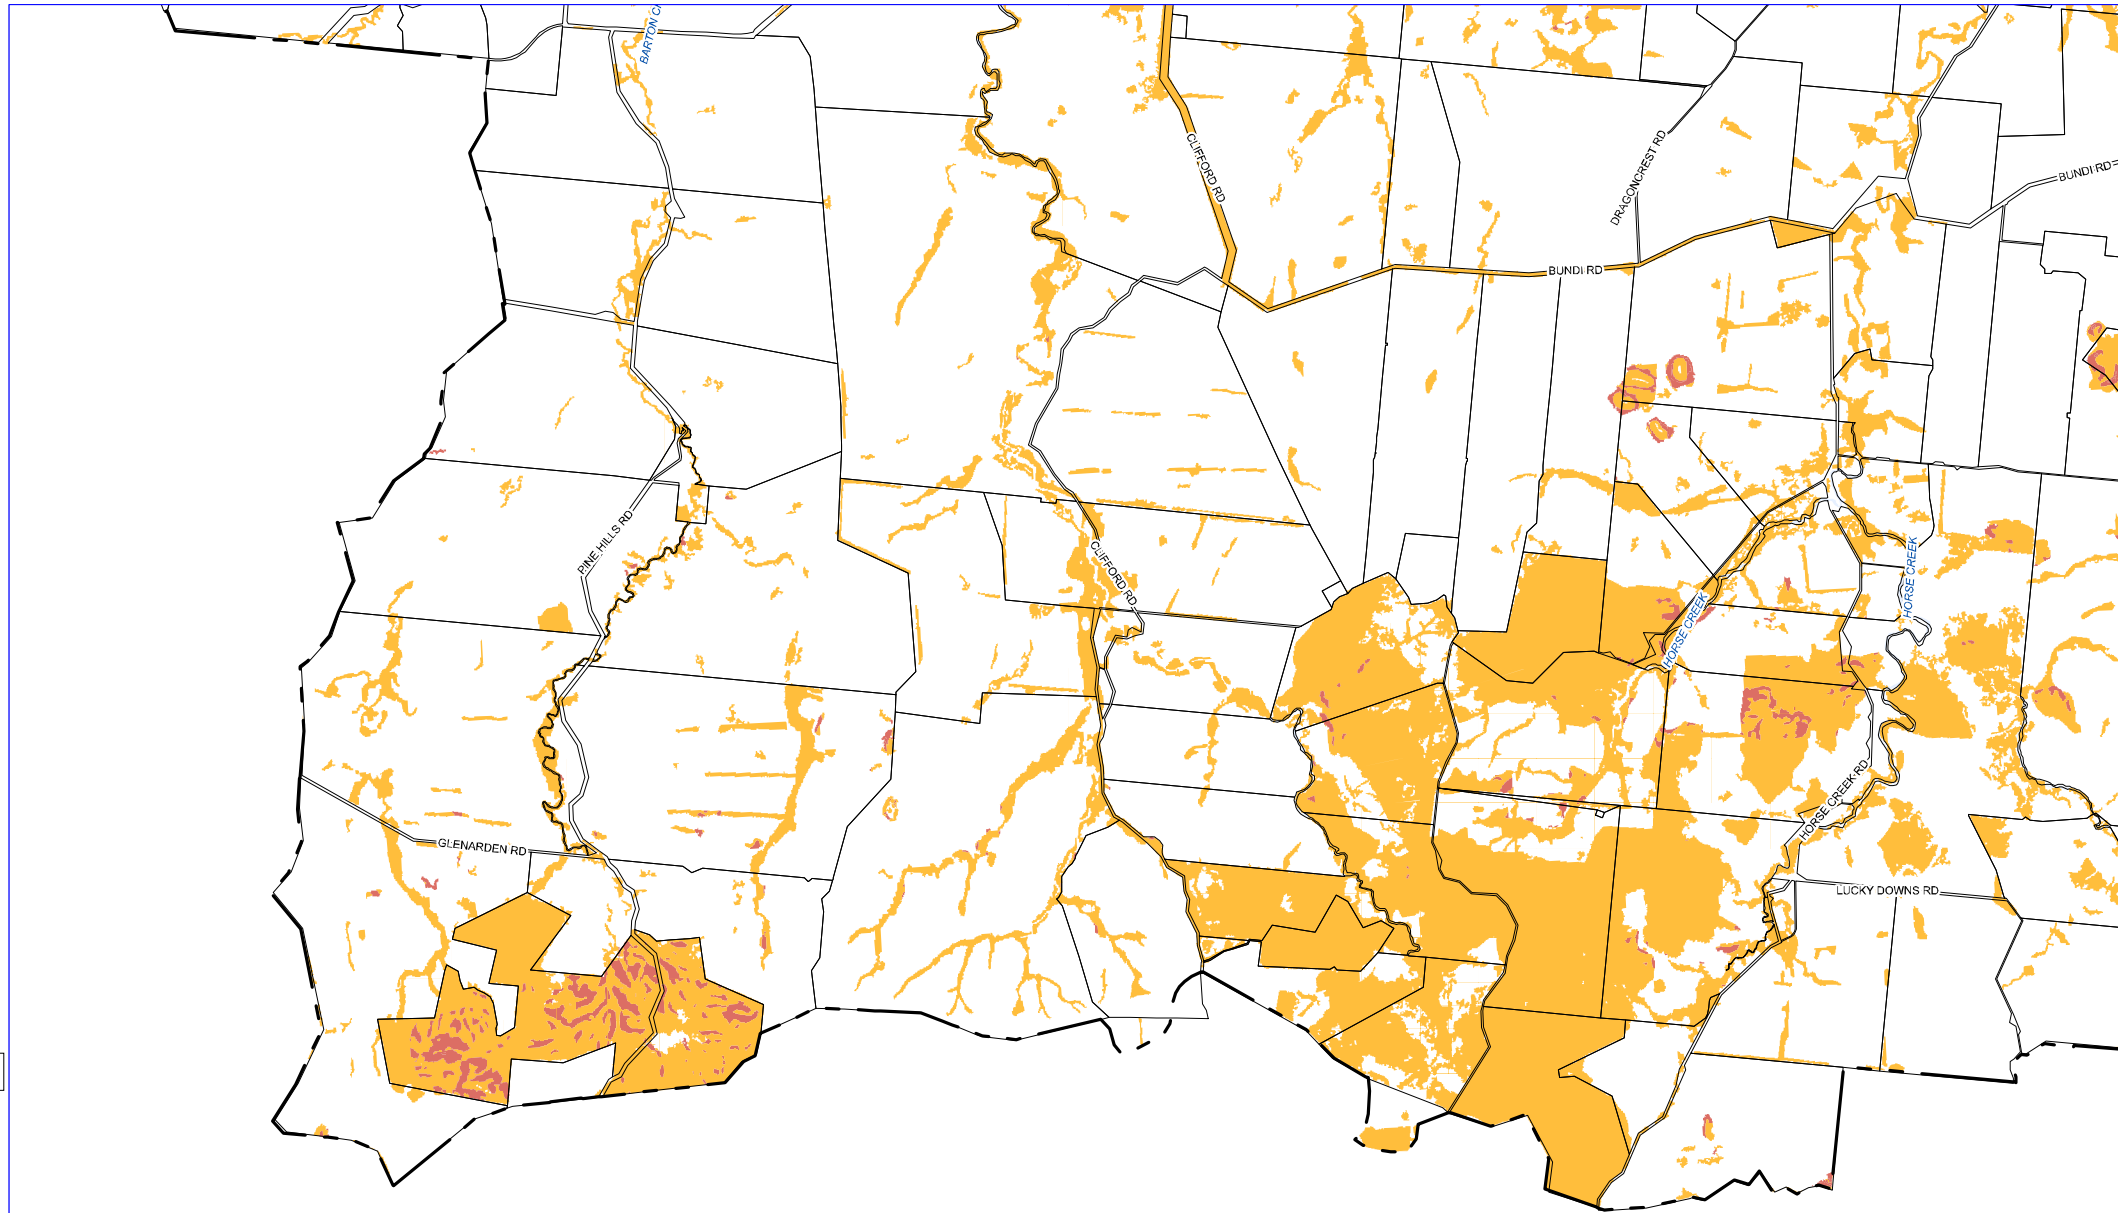 BARTON C
CLIFFORD RD
DRAGONCREST RD
BUNDI RD
BUNDI RD
PINE HILLS RD
CLIFFORD RD
HORSE CREEK
HORSE CREEK
HORSE CREEK RD
GLENARDEN RD
LUCKY DOWNS RD